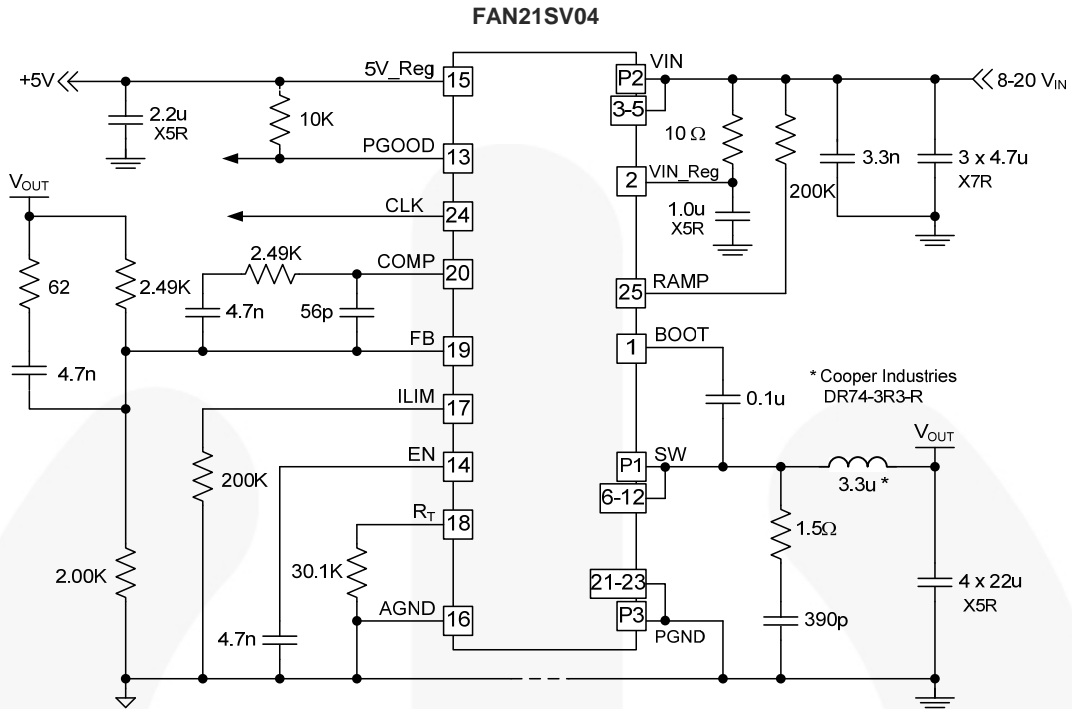 FAN21SV04
+5V
5V_Reg
15
2.2u
X5R
10K
PGOOD
13
VOUT
CLK
24
62
2.49K
2.49K
COMP
20
4.7n
56p
4.7n
FB
19
ILIM
17
200K
EN
14
RT
18
30.1K
2.00K
4.7n
AGND
16
P2
VIN
3-5
8-20 VIN
10 Ω
200K
3.3n
3 x 4.7u
X7R
2
VIN_Reg
1.0u
X5R
25
RAMP
1
BOOT
0.1u
* Cooper Industries
DR74-3R3-R
P1
SW
6-12
3.3u *
VOUT
1.5Ω
390p
4 x 22u
X5R
21-23
P3
PGND